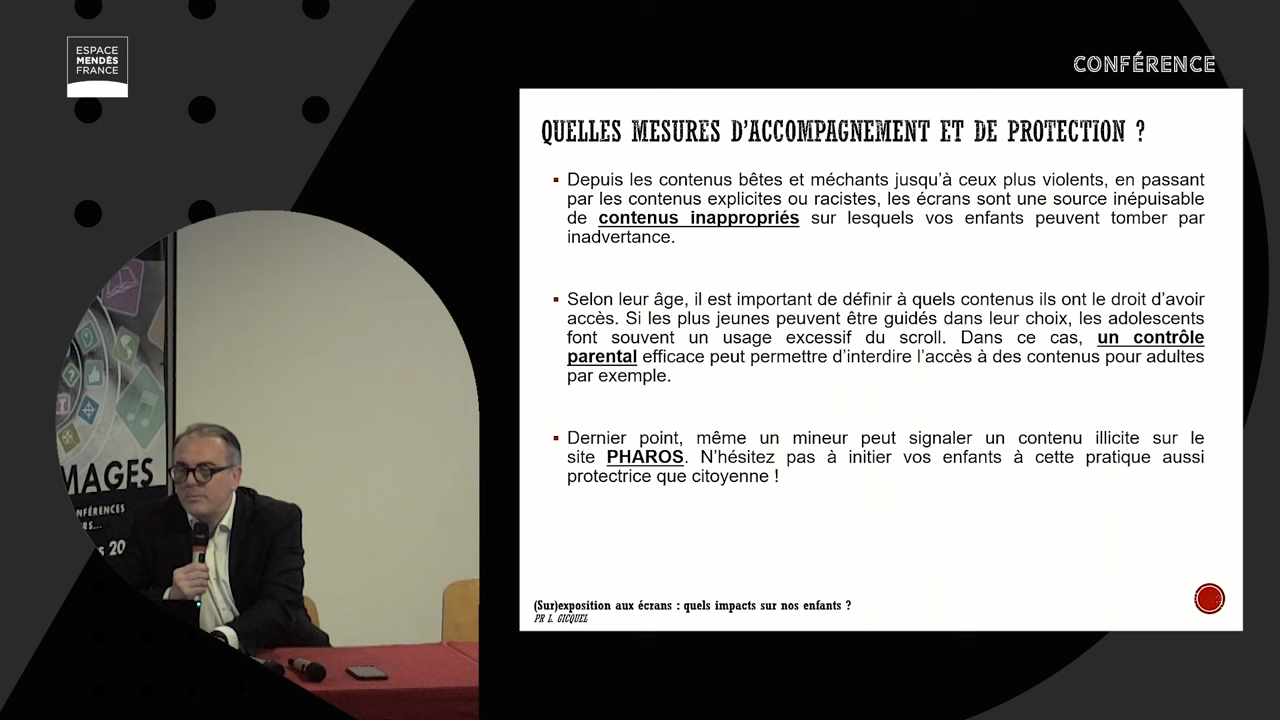 ESPACE
MENDÈS
FRANCE
CONFÉRENCE
QUELLES MESURES D'ACCOMPAGNEMENT ET DE PROTECTION ?
Depuis les contenus bêtes et méchants jusqu'à ceux plus violents, en passant
par les contenus explicites ou racistes, les écrans sont une source inépuisable
de contenus inappropriés sur lesquels vos enfants peuvent tomber par
inadvertance.
Selon leur âge, il est important de définir à quels contenus ils ont le droit d'avoir
accès. Si les plus jeunes peuvent être guidés dans leur choix, les adolescents
font souvent un usage excessif du scroll. Dans ce cas, un contrôle
parental efficace peut permettre d'interdire l'accès à des contenus pour adultes
par exemple.
Dernier point, même un mineur peut signaler un contenu illicite sur le
site PHAROS. N'hésitez pas à initier vos enfants à cette pratique aussi
protectrice que citoyenne !
(Sur)exposition aux écrans : quels impacts sur nos enfants ?
PR L. GICQUEL
MAGES
NFÉRENCES
RS...
s 20